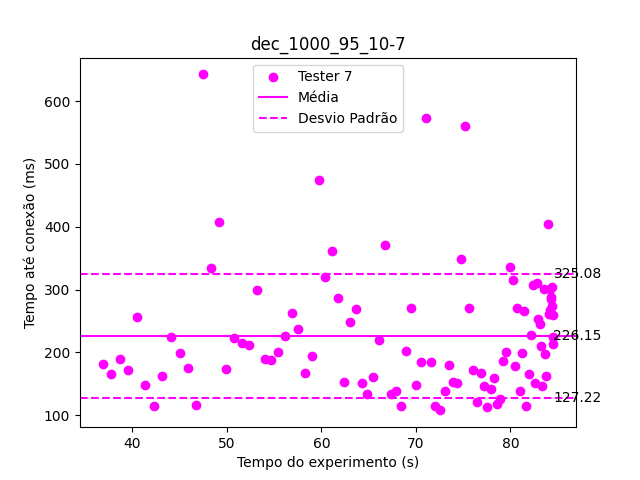 dec_1000_95_10-7
Tester 7
Média
Desvio Padrão
Tempo até conexão (ms)
600
500
400
300
200
100
325.08
226.15
127.22
40 50 60 70 80
Tempo do experimento (s)